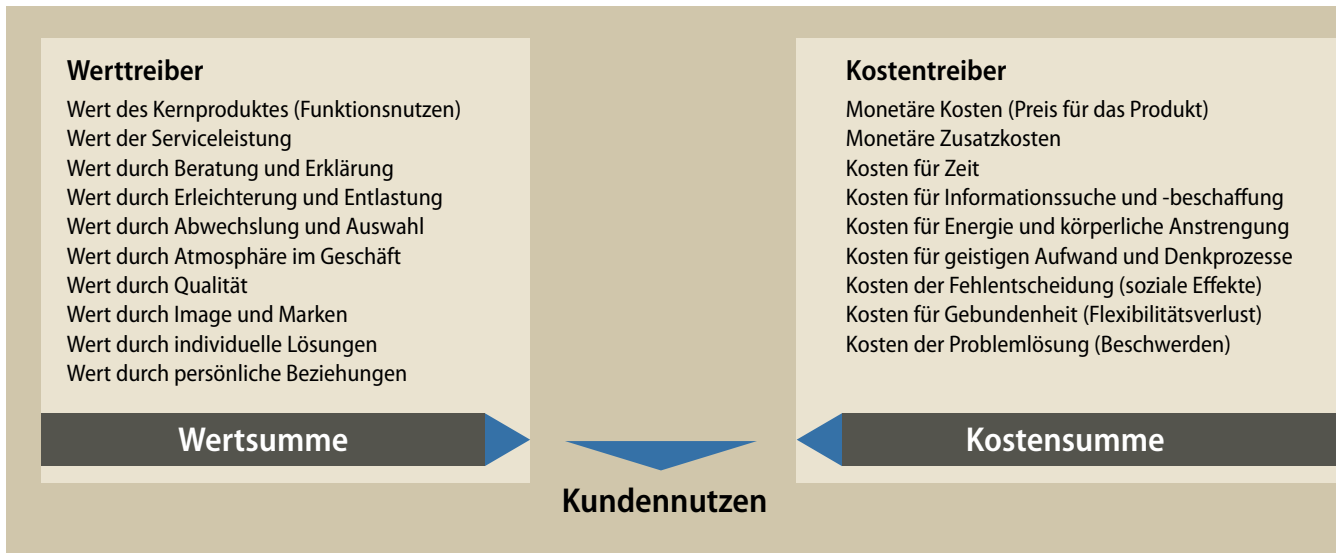 Werttreiber
Wert des Kernproduktes (Funktionsnutzen)
Wert der Serviceleistung
Wert durch Beratung und Erklärung
Wert durch Erleichterung und Entlastung
Wert durch Abwechslung und Auswahl
Wert durch Atmosphäre im Geschäft
Wert durch Qualität
Wert durch Image und Marken
Wert durch individuelle Lösungen
Wert durch persönliche Beziehungen
Wertsumme
Kostentreiber
Monetäre Kosten (Preis für das Produkt)
Monetäre Zusatzkosten
Kosten für Zeit
Kosten für Informationssuche und -beschaffung
Kosten für Energie und körperliche Anstrengung
Kosten für geistigen Aufwand und Denkprozesse
Kosten der Fehlentscheidung (soziale Effekte)
Kosten für Gebundenheit (Flexibilitätsverlust)
Kosten der Problemlösung (Beschwerden)
Kostensumme
Kundennutzen